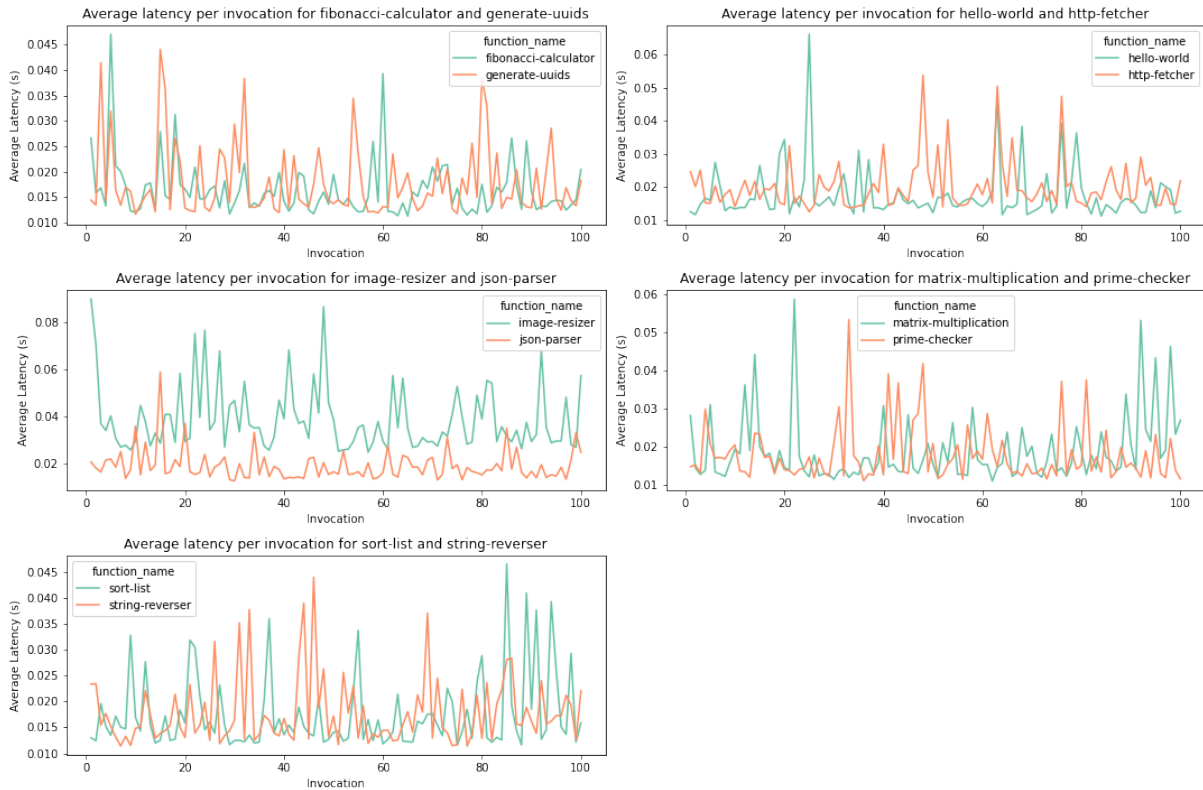 Average latency per invocation for fibonacci-calculator and generate-uuids
Average Latency (s)
0.045
0.040
0.035
0.030
0.025
0.020
0.015
0.010
function_name
fibonacci-calculator
generate-uuids
0 20 40 60 80 100
Invocation
Average latency per invocation for hello-world and http-fetcher
Average Latency (s)
0.06
0.05
0.04
0.03
0.02
0.01
function_name
hello-world
http-fetcher
0 20 40 60 80 100
Invocation
Average latency per invocation for image-resizer and json-parser
Average Latency (s)
0.08
0.06
0.04
0.02
function_name
image-resizer
json-parser
0 20 40 60 80 100
Invocation
Average latency per invocation for matrix-multiplication and prime-checker
Average Latency (s)
0.06
0.05
0.04
0.03
0.02
0.01
function_name
matrix-multiplication
prime-checker
0 20 40 60 80 100
Invocation
Average latency per invocation for sort-list and string-reverser
Average Latency (s)
0.045
0.040
0.035
0.030
0.025
0.020
0.015
0.010
function_name
sort-list
string-reverser
0 20 40 60 80 100
Invocation